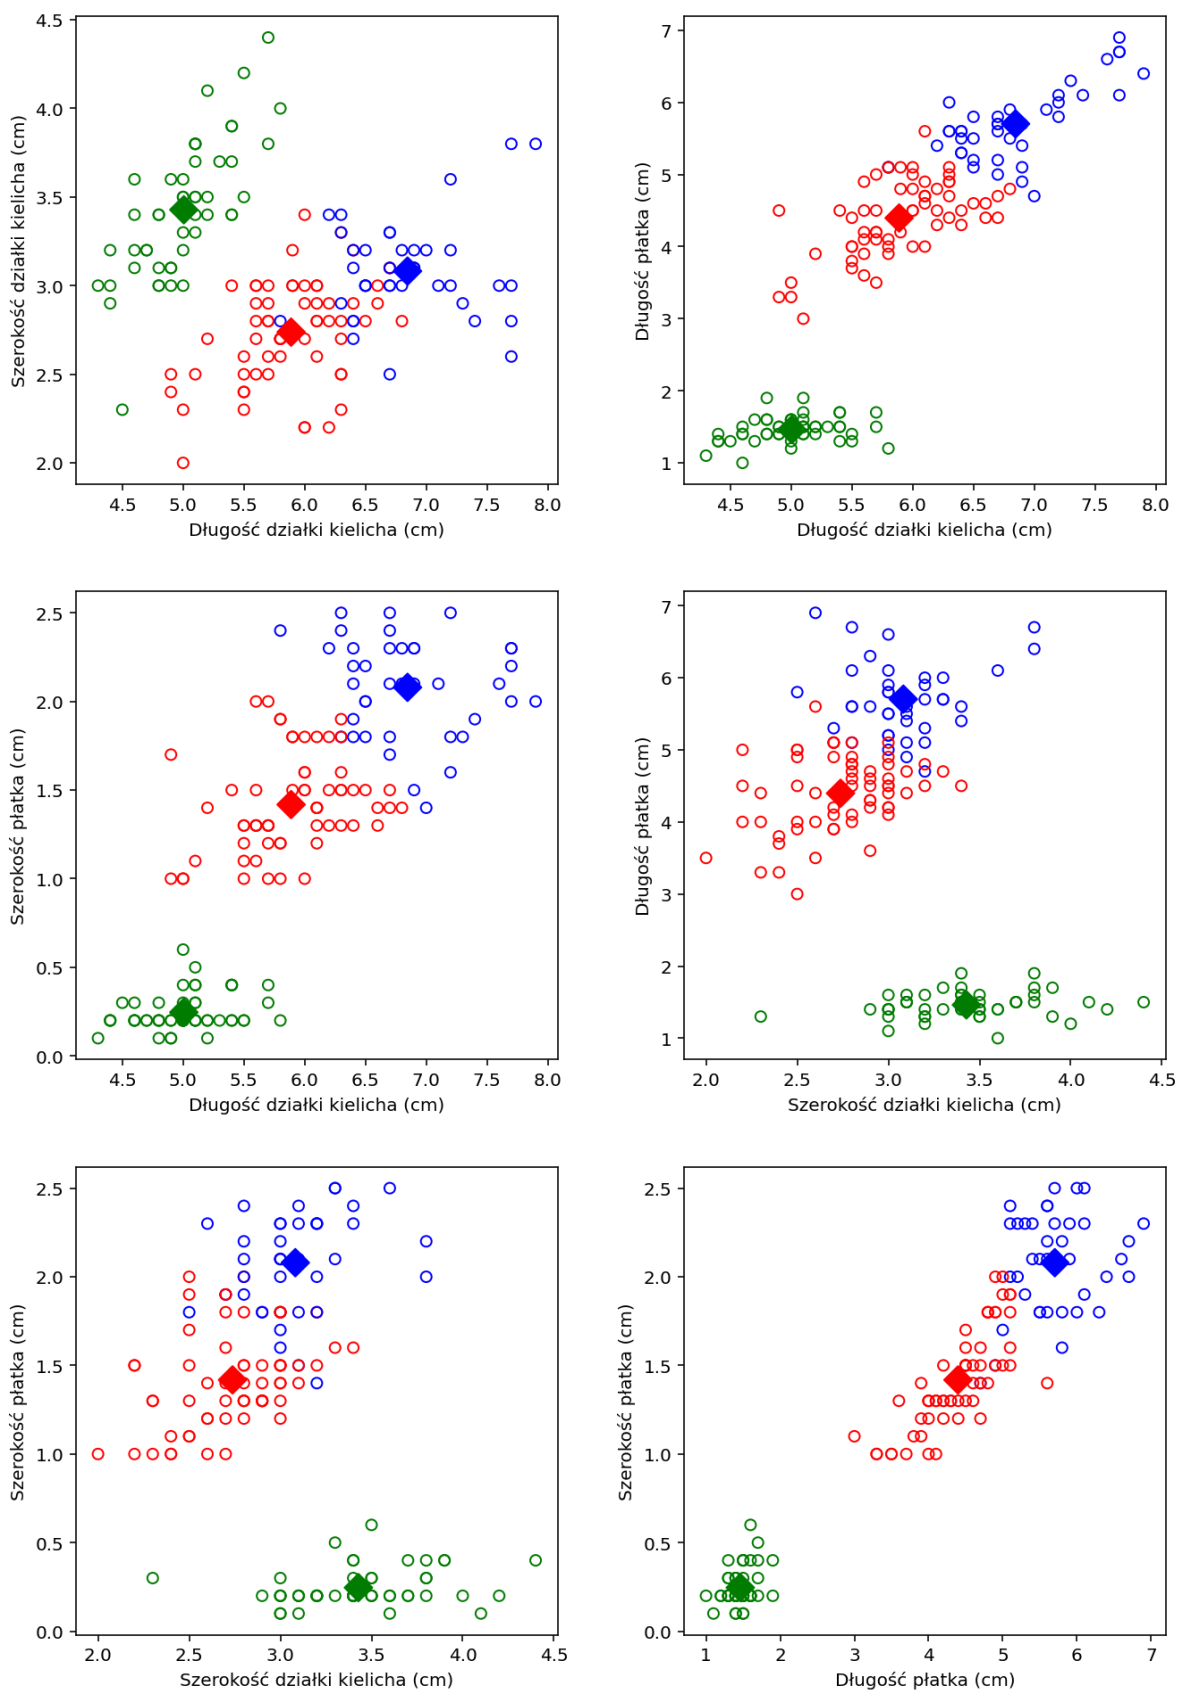 4.5
4.0
3.5
3.0
2.5
2.0
Szerokość działki kielicha (cm)
4.5 5.0 5.5 6.0 6.5 7.0 7.5 8.0
Długość działki kielicha (cm)
7
6
5
4
3
2
1
Długość płatka (cm)
4.5 5.0 5.5 6.0 6.5 7.0 7.5 8.0
Długość działki kielicha (cm)
2.5
2.0
1.5
1.0
0.5
0.0
Szerokość płatka (cm)
4.5 5.0 5.5 6.0 6.5 7.0 7.5 8.0
Długość działki kielicha (cm)
7
6
5
4
3
2
1
Długość płatka (cm)
2.0 2.5 3.0 3.5 4.0 4.5
Szerokość działki kielicha (cm)
2.5
2.0
1.5
1.0
0.5
0.0
Szerokość płatka (cm)
2.0 2.5 3.0 3.5 4.0 4.5
Szerokość działki kielicha (cm)
2.5
2.0
1.5
1.0
0.5
0.0
Szerokość płatka (cm)
1 2 3 4 5 6 7
Długość płatka (cm)